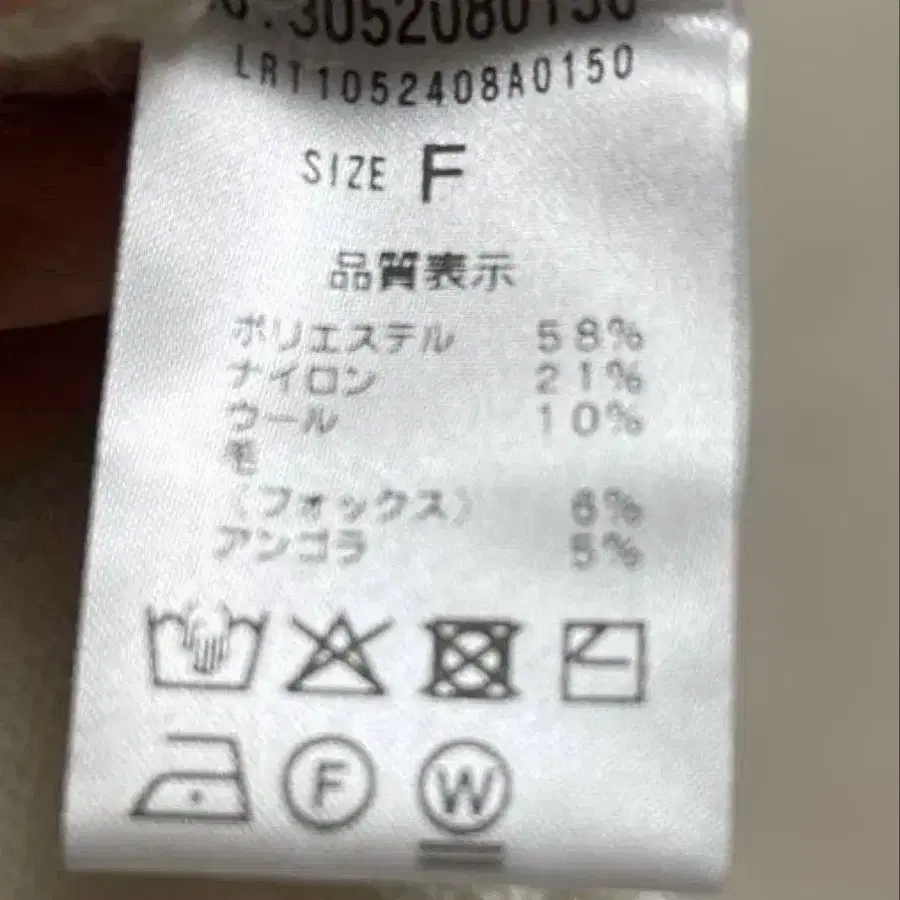 .3052080150
LRT1052408A0150
SIZE F
品質表示
ポリエステル 58%
ナイロン 21%
ウール 10%
毛
(フォックス) 6%
アンゴラ 5%
F W